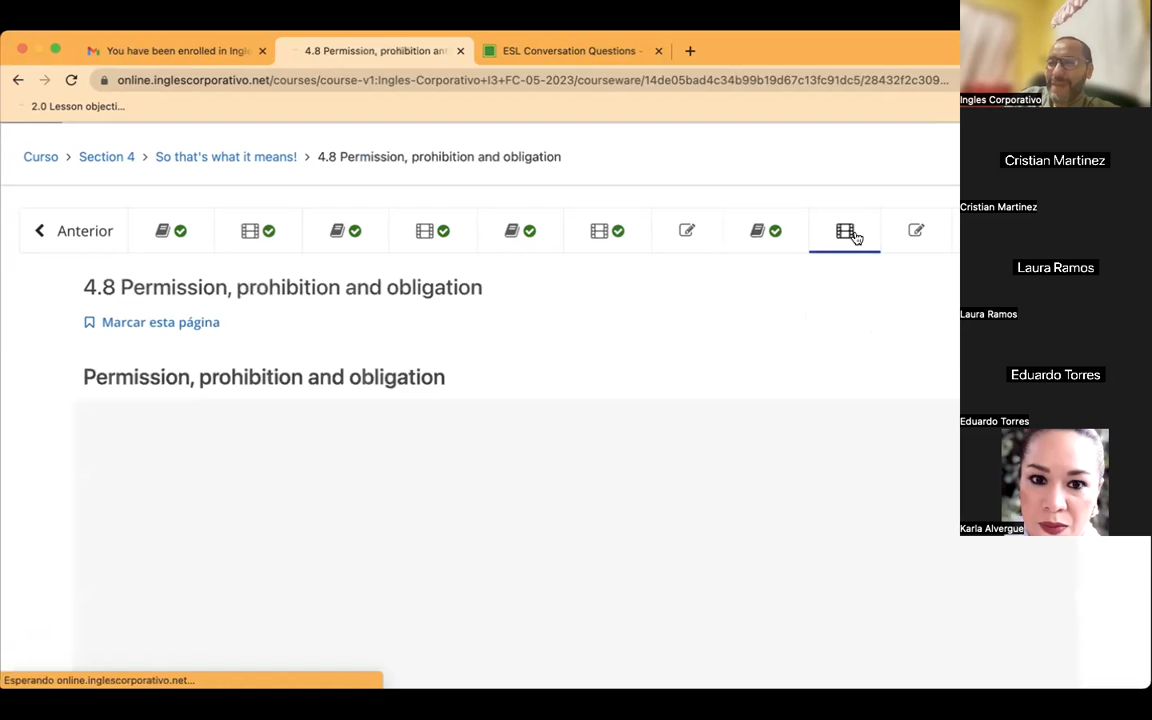 You have been enrolled in Ingle
4.8 Permission, prohibition an
ESL Conversation Questions -
online.inglescorporativo.net/courses/course-v1:Ingles-Corporativo+I3+FC-05-2023/courseware/14de05bad4c34b99b19d67c13fc91dc5/28432f2c309...
2.0 Lesson objecti...
Curso > Section 4 > So that's what it means! > 4.8 Permission, prohibition and obligation
Anterior
4.8 Permission, prohibition and obligation
Marcar esta página
Permission, prohibition and obligation
Esperando online.inglescorporativo.net...
Ingles Corporativo
Cristian Martinez
Cristian Martinez
Laura Ramos
Laura Ramos
Eduardo Torres
Eduardo Torres
Karla Alvergue